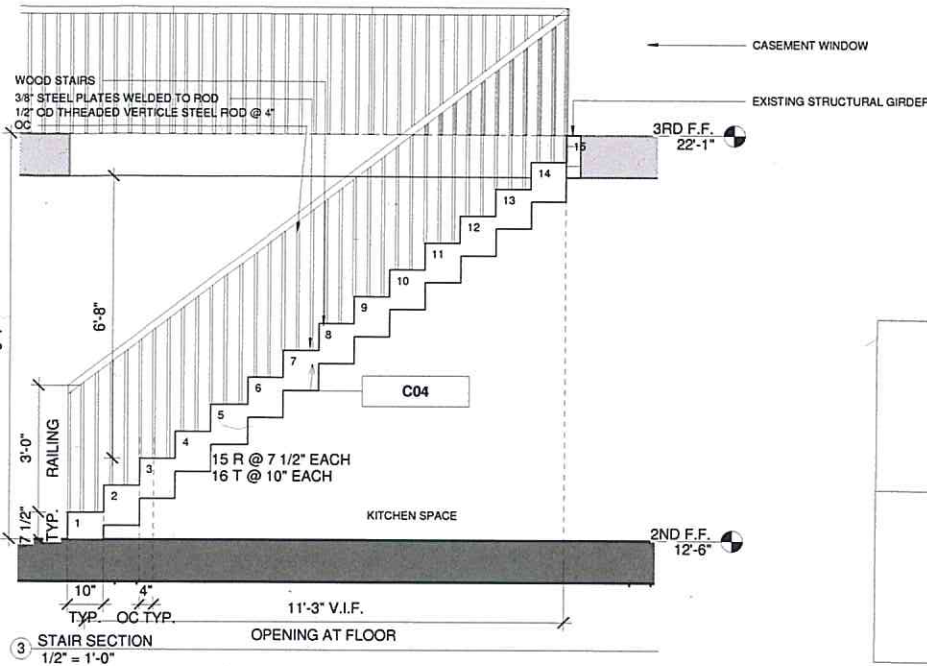 CASEMENT WINDOW
WOOD STAIRS
3/8" STEEL PLATES WELDED TO ROD
1/2" OD THREADED VERTICLE STEEL ROD @ 4"
OC
EXISTING STRUCTURAL GIRDER
3RD F.F.
22'-1"
15
14
13
12
11
10
9
8
7
6
5
4
3
2
1
6'-8"
C04
3'-0"
RAILING
7 1/2"
TYP.
15 R @ 7 1/2" EACH
16 T @ 10" EACH
KITCHEN SPACE
2ND F.F.
12'-6"
10"
TYP.
4"
OC TYP.
11'-3" V.I.F.
OPENING AT FLOOR
3 STAIR SECTION
1/2" = 1'-0"